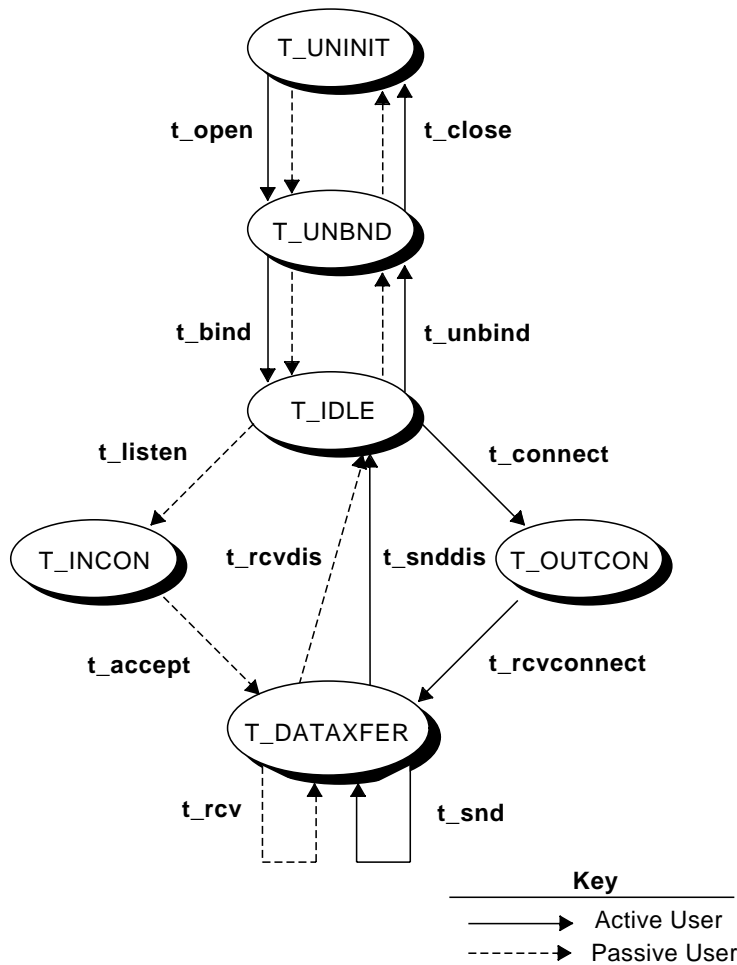 T_UNINIT
t_open
t_close
T_UNBND
t_bind
t_unbind
T_IDLE
t_listen
t_connect
T_INCON
t_rcvdis
t_snddis
T_OUTCON
t_accept
t_rcvconnect
T_DATAXFER
t_rcv
t_snd
Key
Active User
Passive User